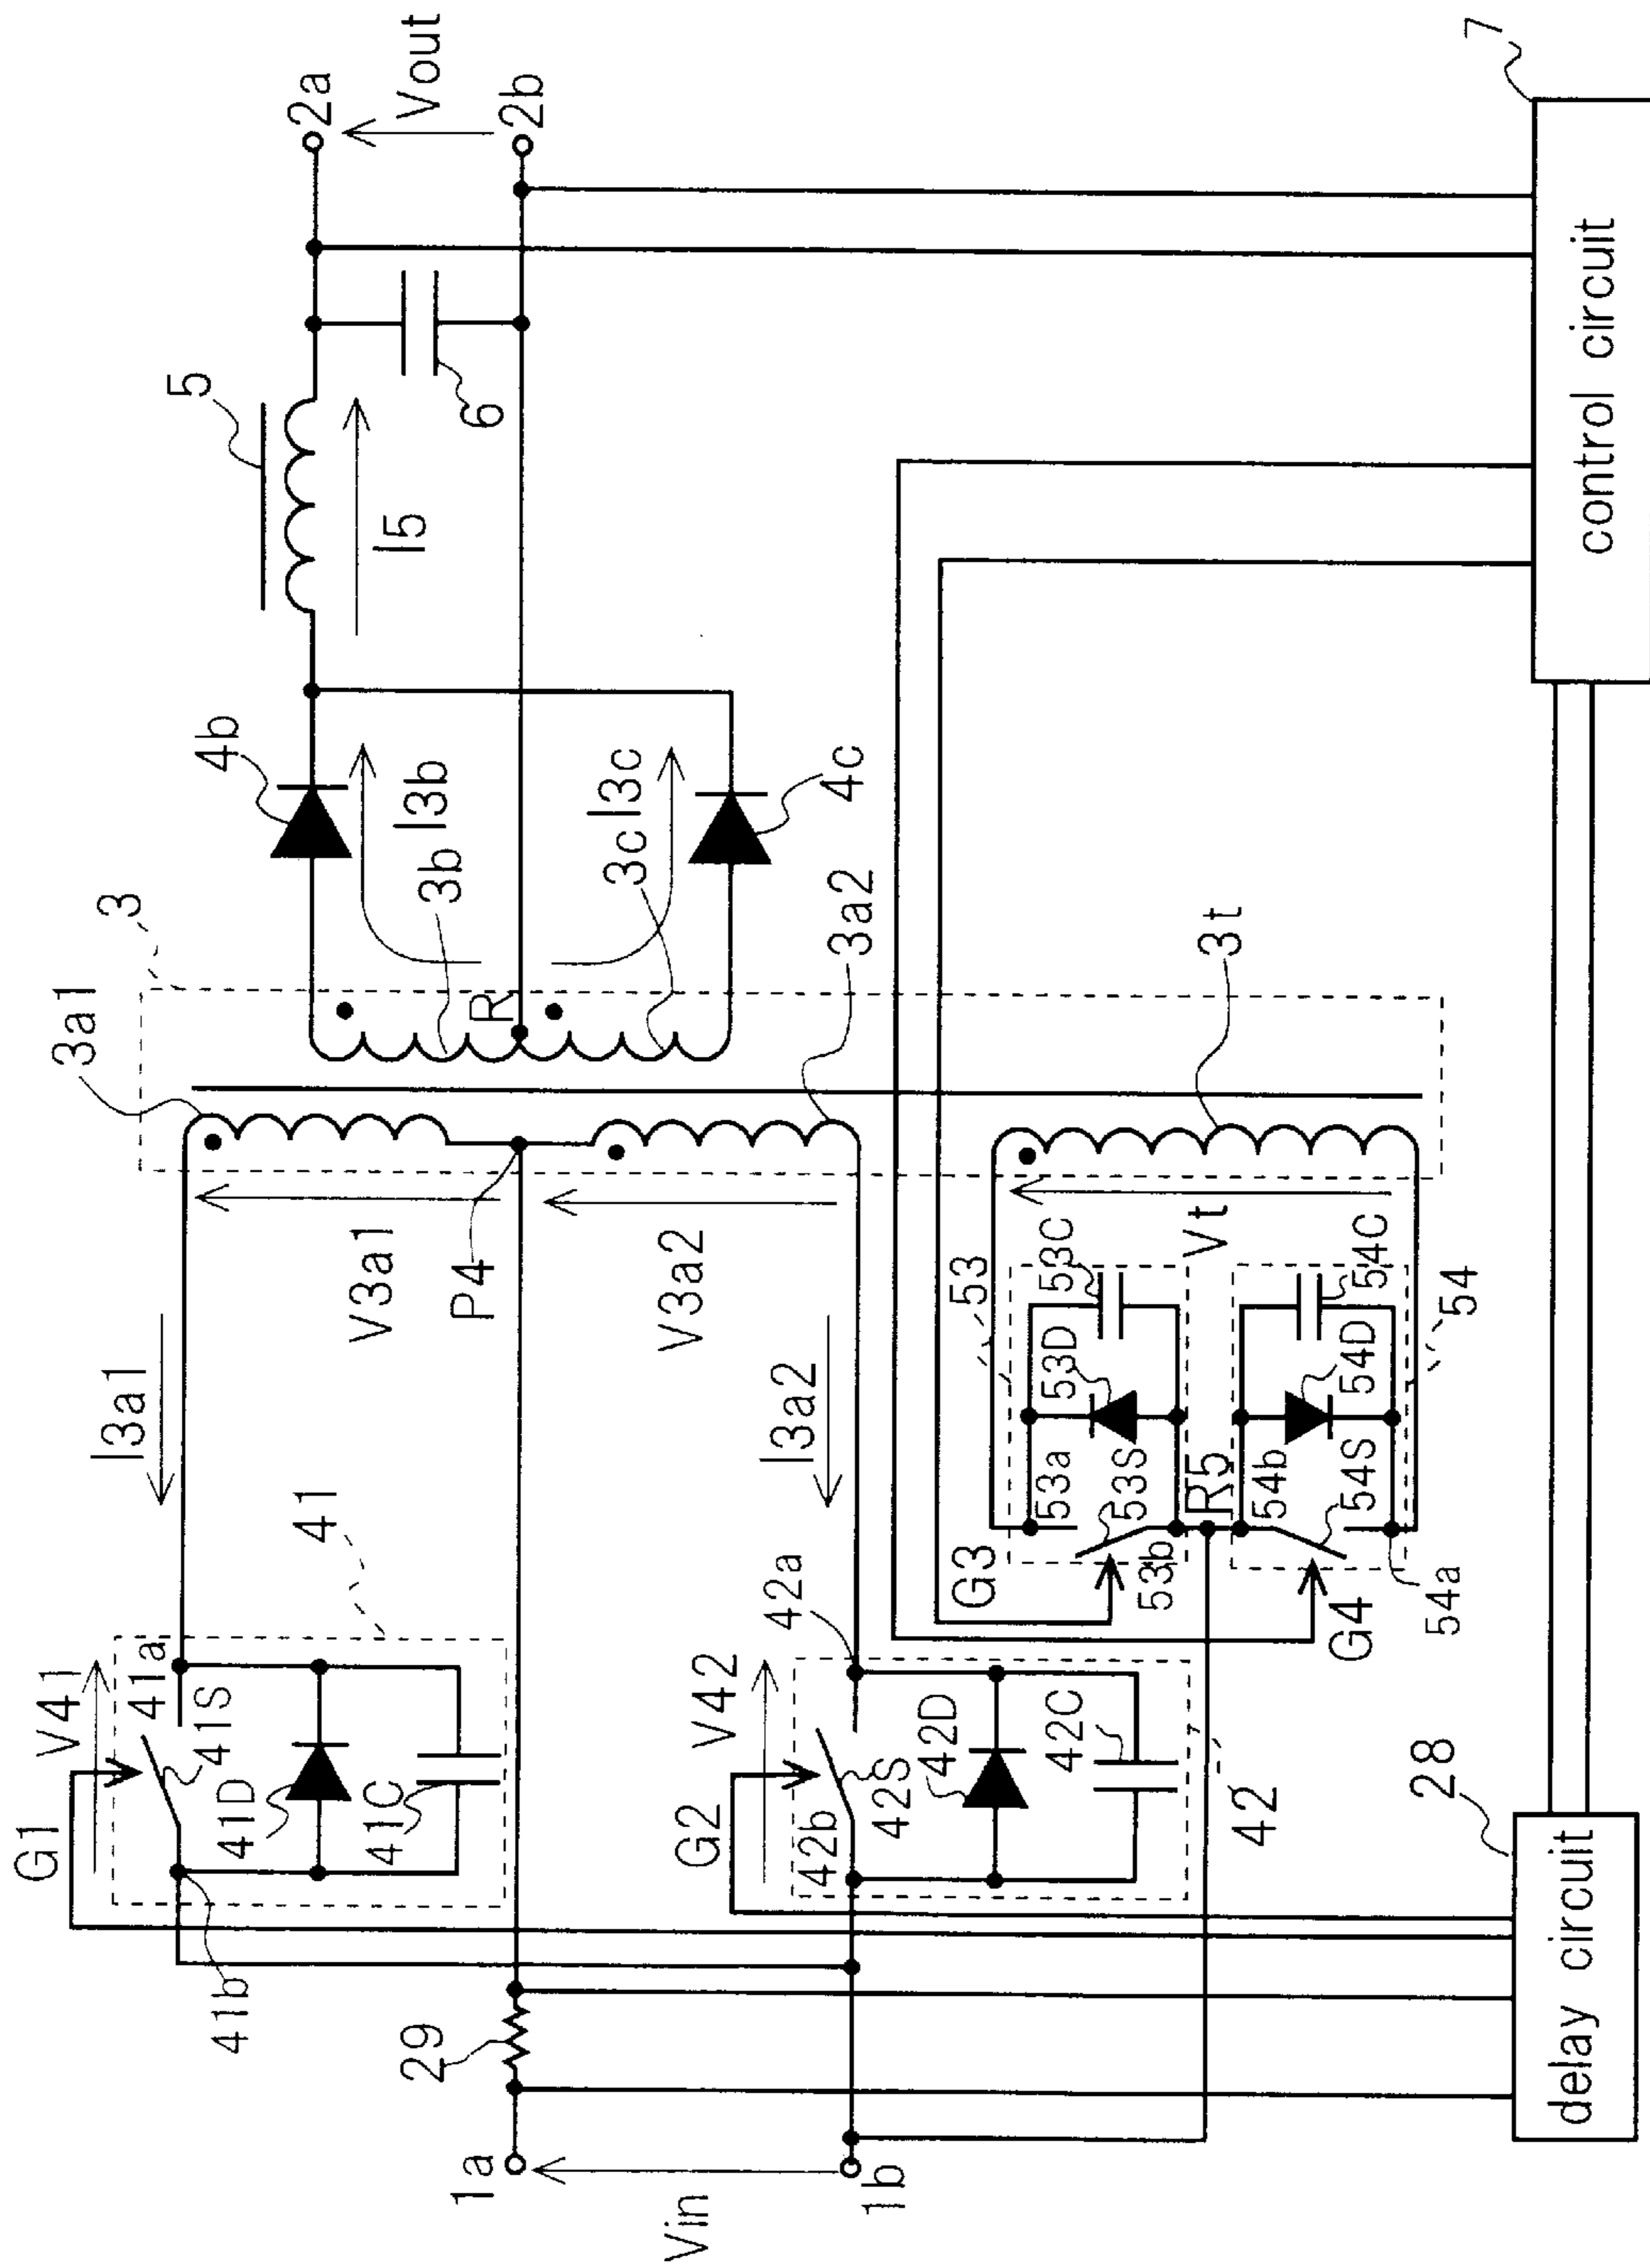 G1
V41
41a
41S
41D
41C
41b
41
I3a1
3a1
3
V3a1
P4
V3a2
I3a2
3a2
R
3b
3c
I3b
I3c
4b
4c
5
I5
6
2a
2b
Vout
1a
1b
Vin
29
G2
V42
42a
42b
42S
42D
42C
42
G3
53
53a
53b
53S
53D
53C
R5
Vt
3t
G4
54
54a
54b
54S
54D
54C
28
delay circuit
7
control circuit